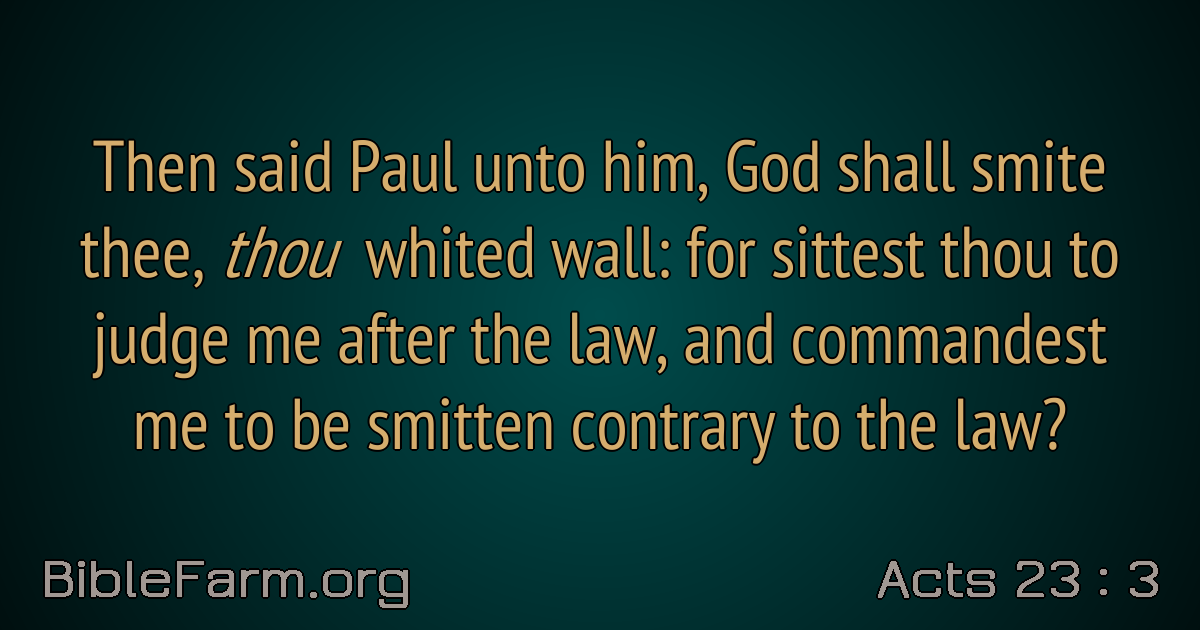 Then said Paul unto him, God shall smite
thee, thou whited wall: for sittest thou to
judge me after the law, and commandest
me to be smitten contrary to the law?
BibleFarm.org
Acts 23 : 3